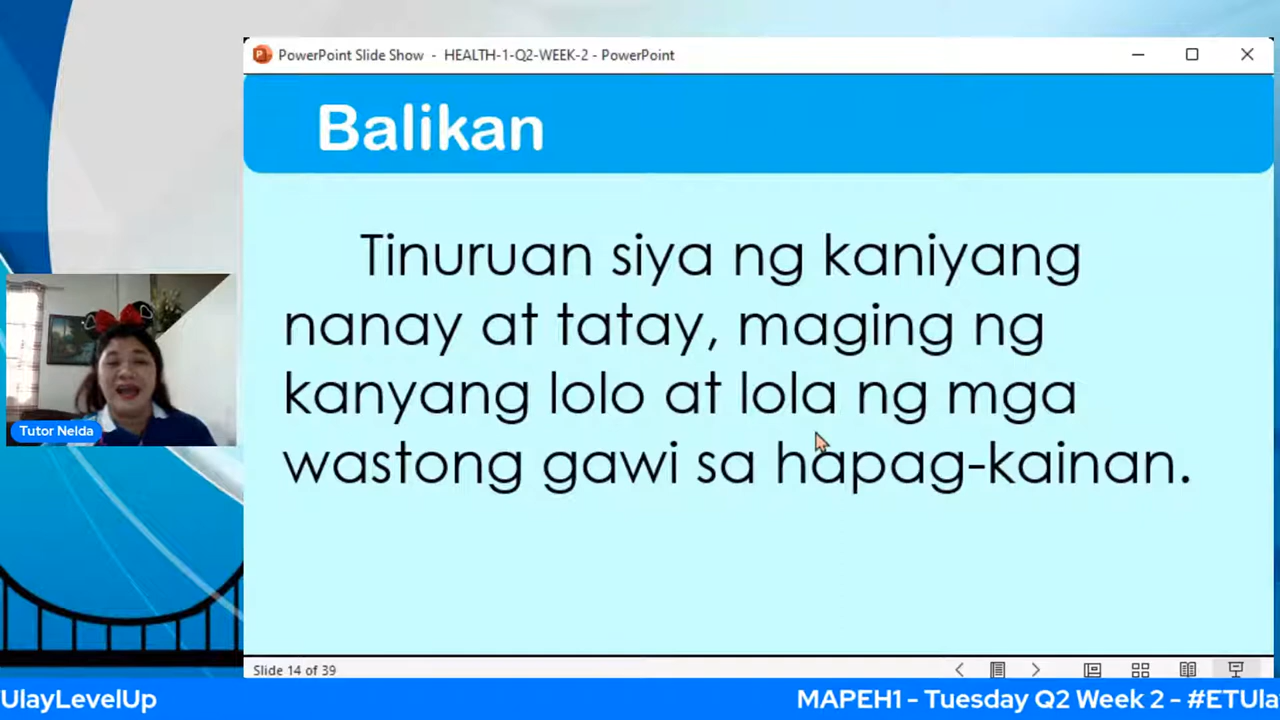 PowerPoint Slide Show - HEALTH-1-Q2-WEEK-2 - PowerPoint
Balikan
Tinuruan siya ng kaniyang
nanay at tatay, maging ng
kanyang lolo at lola ng mga
wastong gawi sa hapag-kainan.
Tutor Nelda
Slide 14 of 39
UlayLevelUp
MAPEH1 - Tuesday Q2 Week 2 - #ETUla